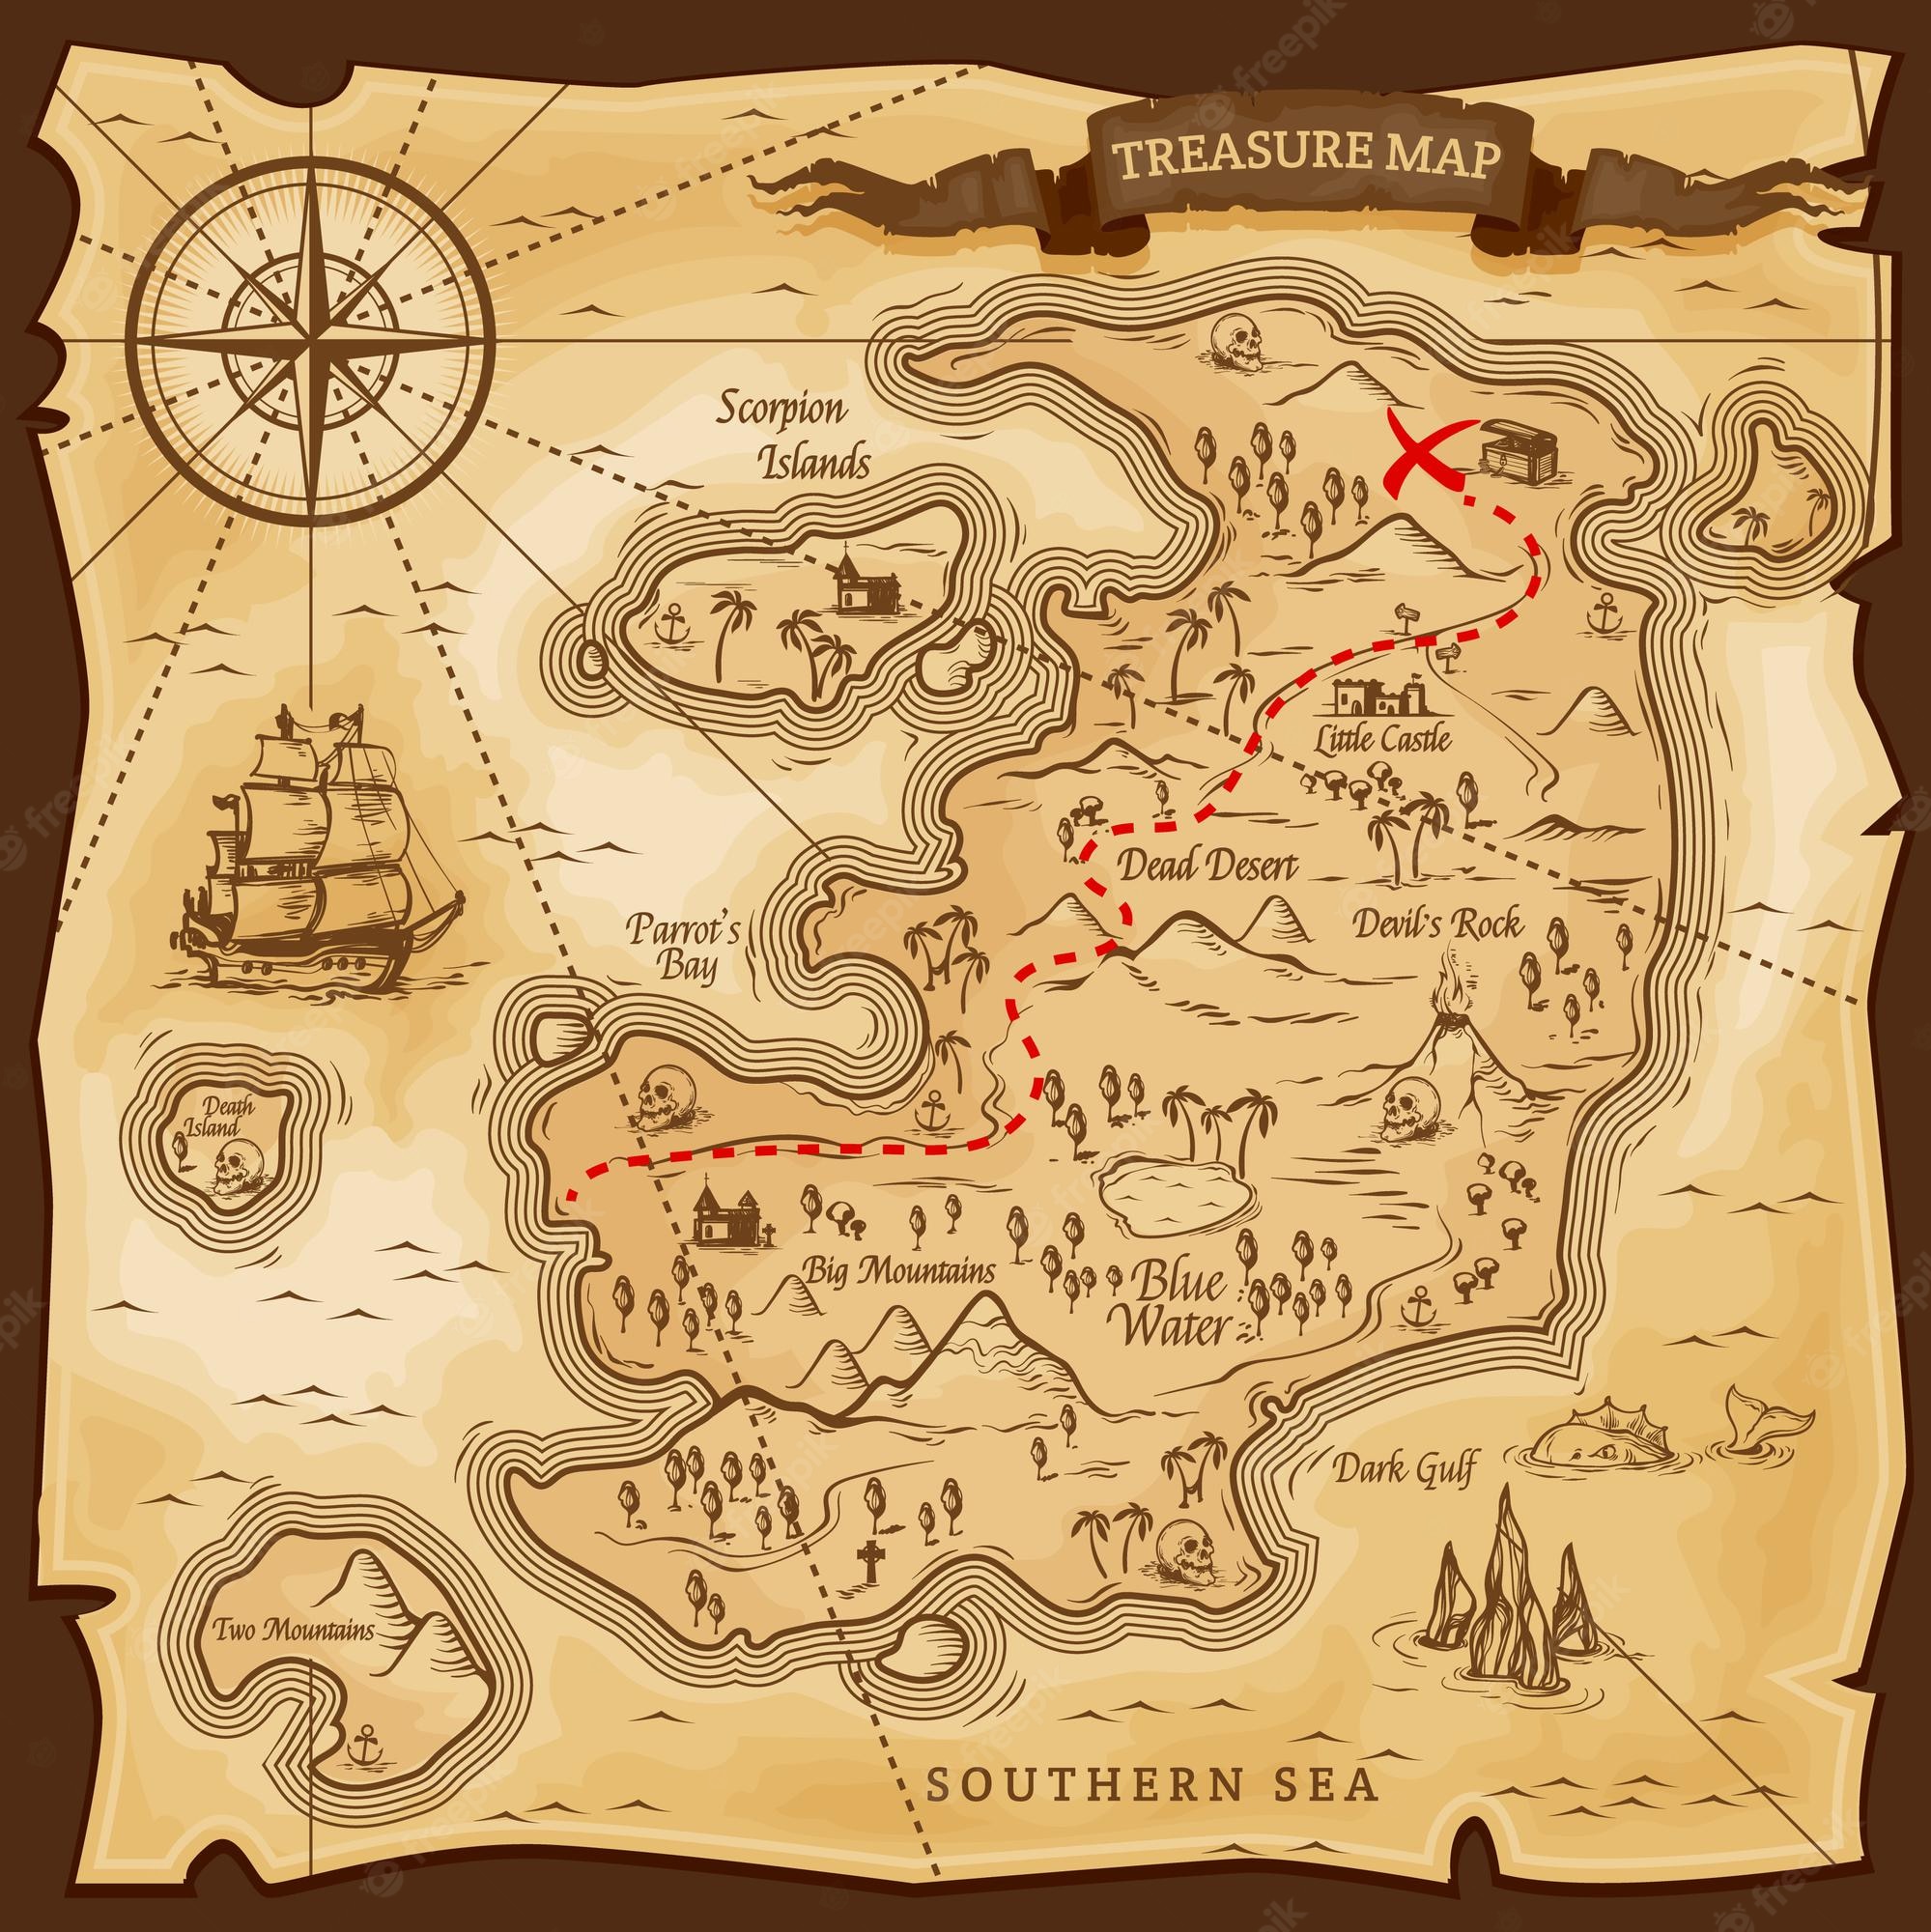 TREASURE MAP
Scorpion
Islands
Little Castle
Dead Desert
Devil's Rock
Parrot's
Bay
Death
Island
Big Mountains
Blue
Water
Dark Gulf
Two Mountains
SOUTHERN SEA
freepik